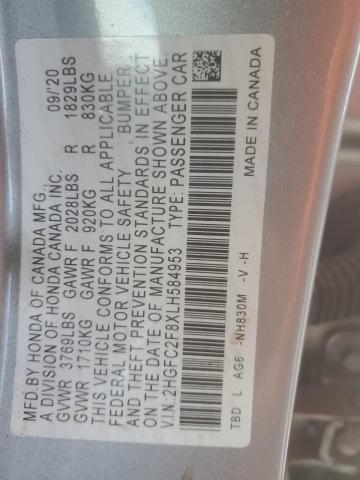 MFD. BY HONDA OF CANADA MFG. 09/'20
A DIVISION OF HONDA CANADA INC.
GVWR 3769LBS GAWR F 2028LBS R 1829LBS
GVWR 1710KG GAWR F 920KG R 830KG
THIS VEHICLE CONFORMS TO ALL APPLICABLE
FEDERAL MOTOR VEHICLE SAFETY, BUMPER,
AND THEFT PREVENTION STANDARDS IN EFFECT
ON THE DATE OF MANUFACTURE SHOWN ABOVE.
V.I.N: 2HGFC2F8XLH584953 TYPE: PASSENGER CAR
TBD L AG6 -NH830M -V -H MADE IN CANADA